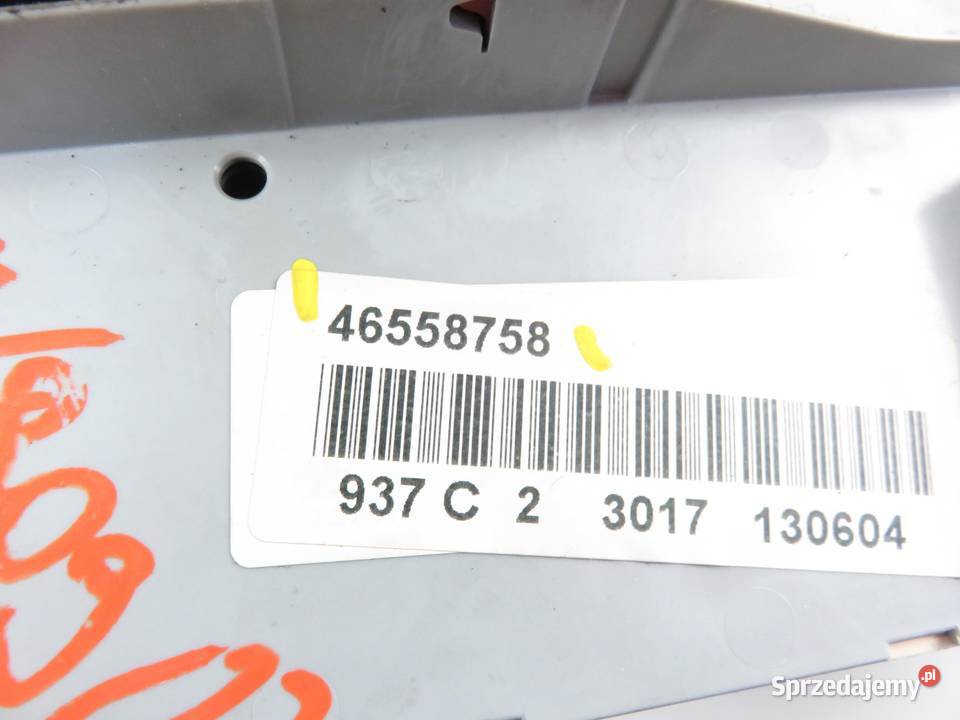 46558758
937 C 2 3017 130604
Sprzedajemy.pl